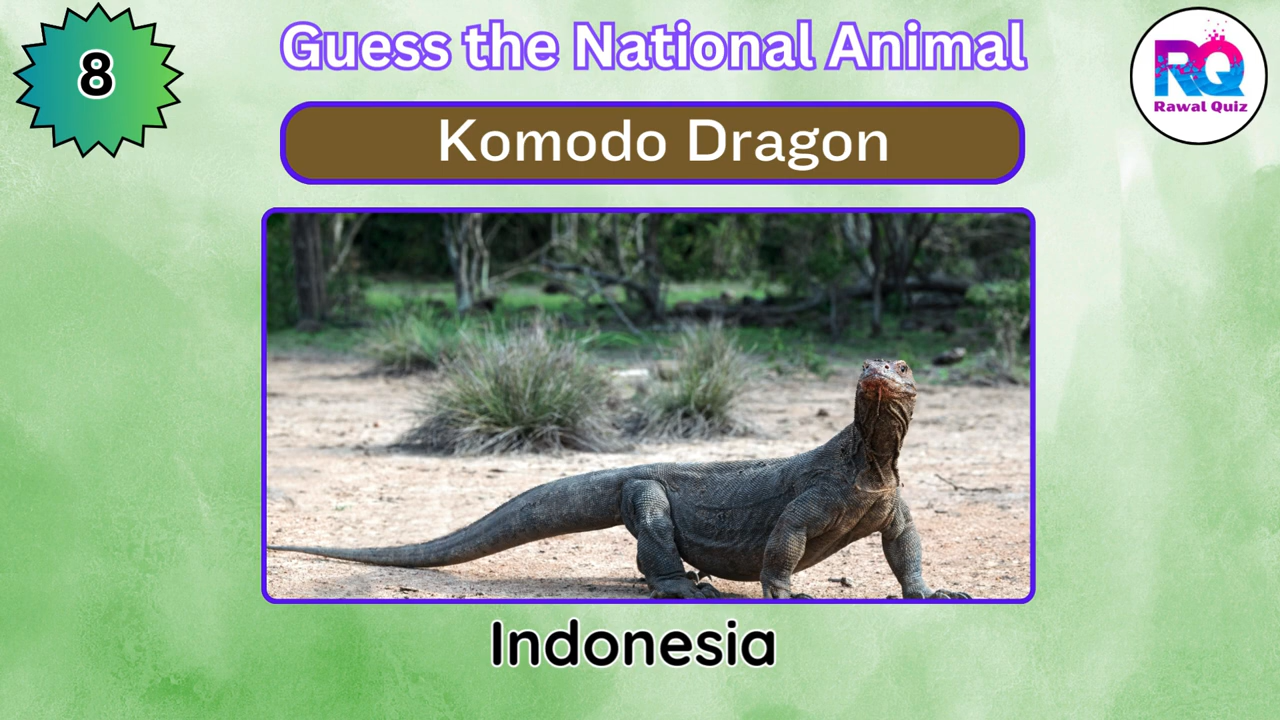 8
Guess the National Animal
RQ
Rawal Quiz
Komodo Dragon
Indonesia